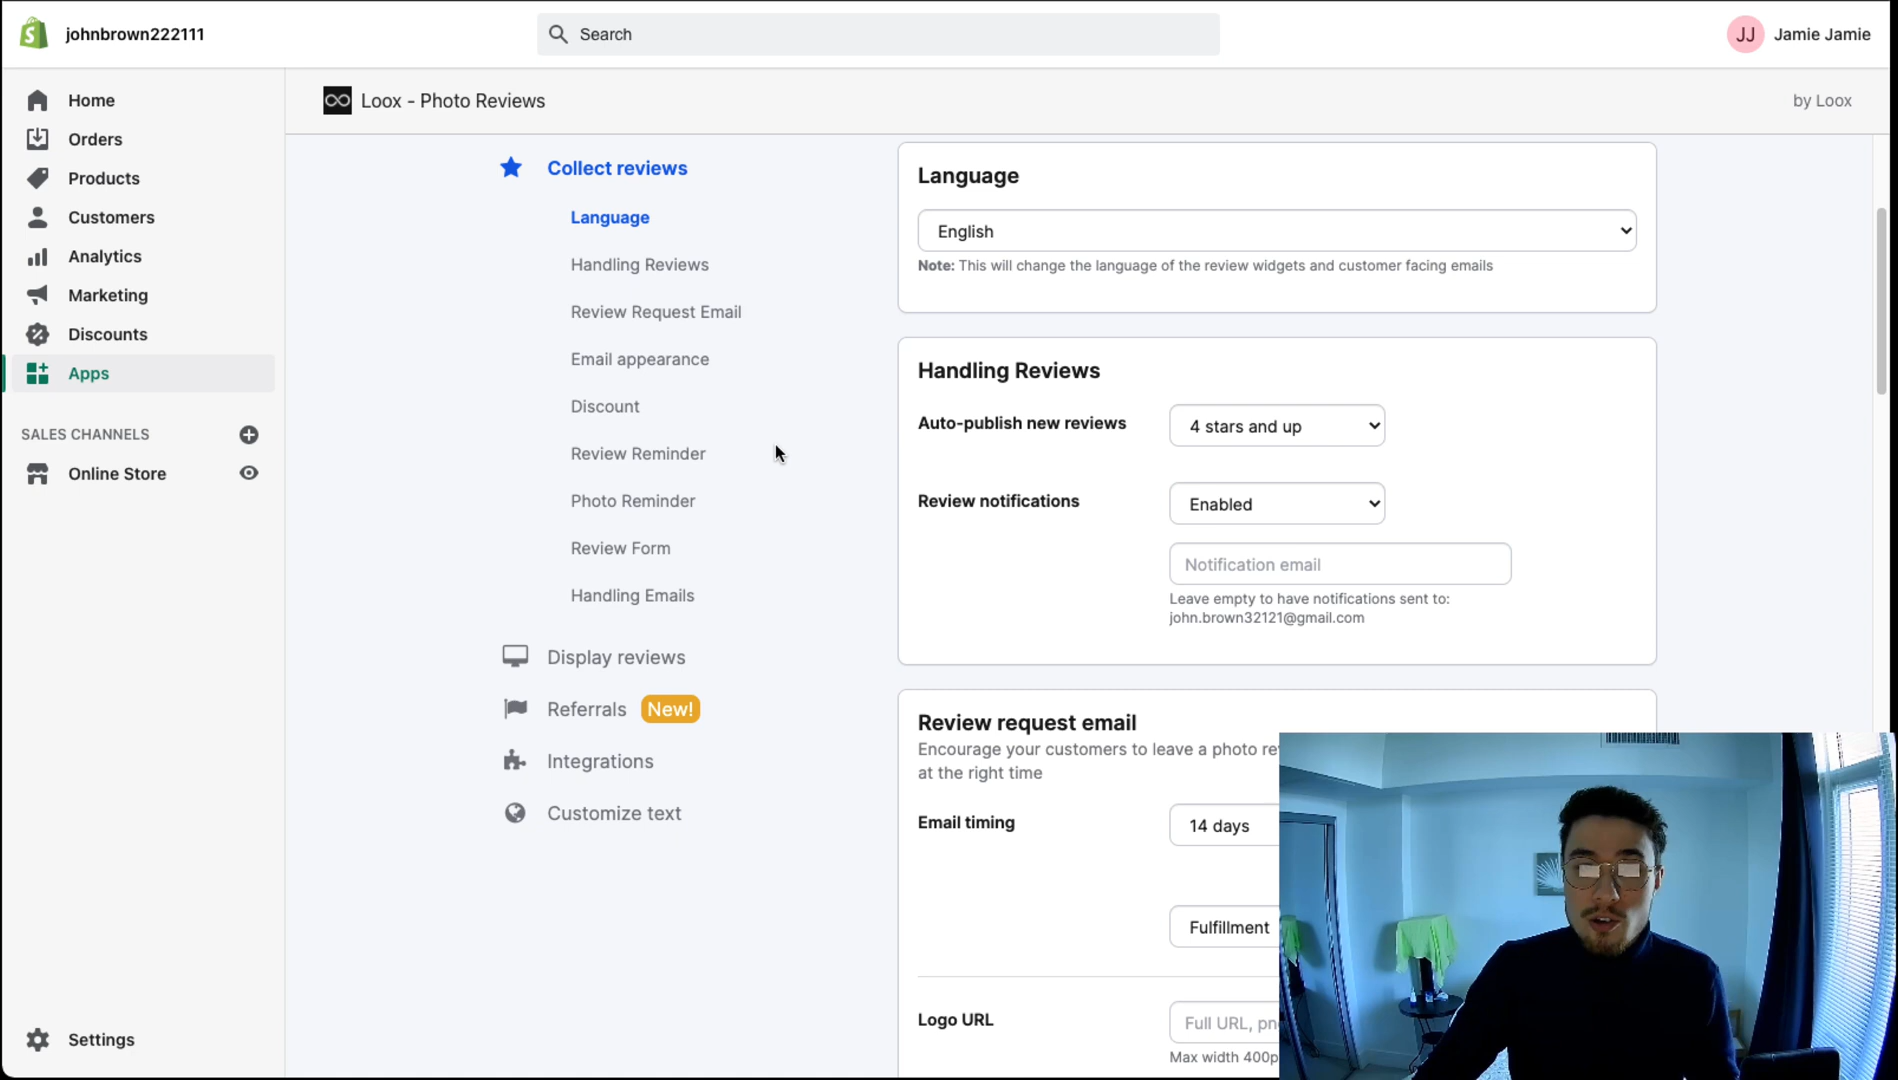 johnbrown222111
Search
JJ
Jamie Jamie
Home
Orders
Products
Customers
Analytics
Marketing
Discounts
Apps
SALES CHANNELS
Online Store
Settings
Loox - Photo Reviews
by Loox
Collect reviews
Language
Handling Reviews
Review Request Email
Email appearance
Discount
Review Reminder
Photo Reminder
Review Form
Handling Emails
Display reviews
Referrals New!
Integrations
Customize text
Language
English
Note: This will change the language of the review widgets and customer facing emails
Handling Reviews
Auto-publish new reviews
4 stars and up
Review notifications
Enabled
Notification email
Leave empty to have notifications sent to:
john.brown32121@gmail.com
Review request email
Encourage your customers to leave a photo re
at the right time
Email timing
14 days
Fulfillment
Logo URL
Full URL, pn
Max width 400p